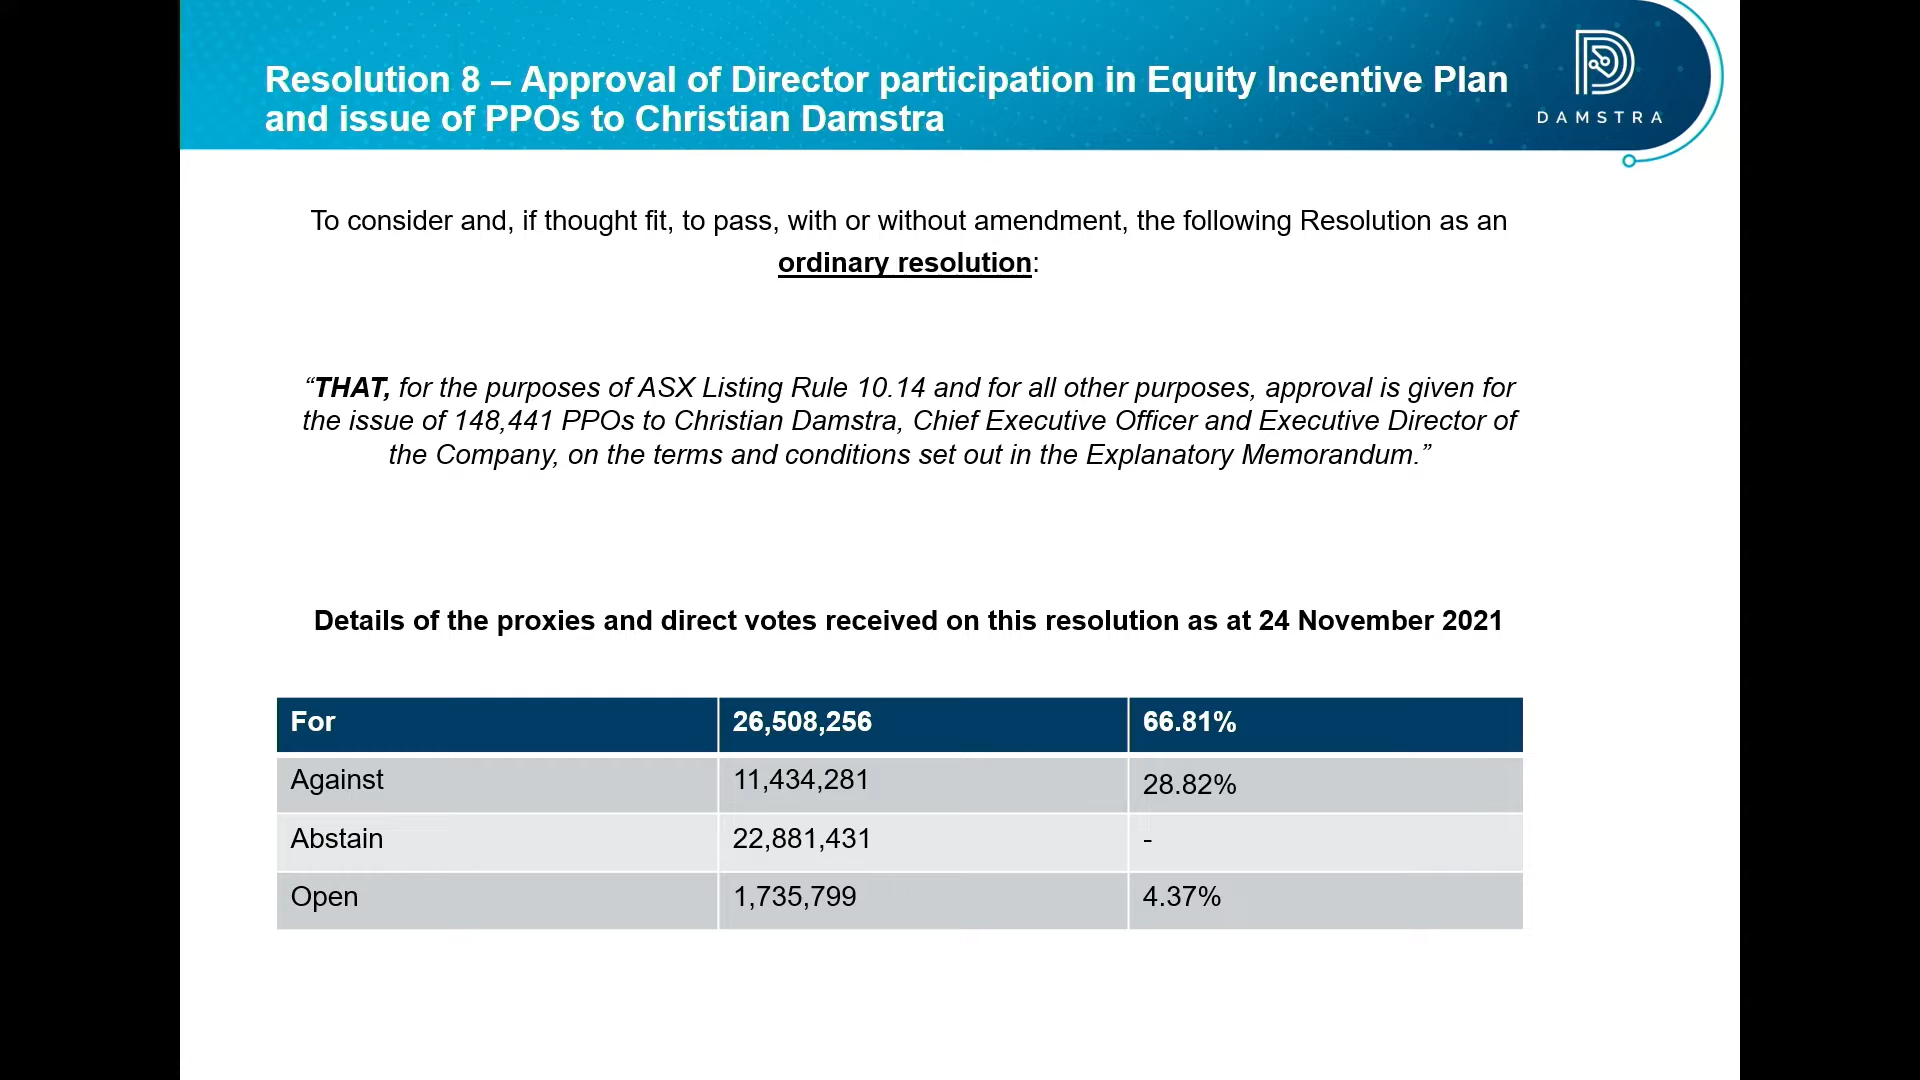 Resolution 8 – Approval of Director participation in Equity Incentive Plan
and issue of PPOs to Christian Damstra
DAMSTRA
To consider and, if thought fit, to pass, with or without amendment, the following Resolution as an
ordinary resolution:
“THAT, for the purposes of ASX Listing Rule 10.14 and for all other purposes, approval is given for
the issue of 148,441 PPOs to Christian Damstra, Chief Executive Officer and Executive Director of
the Company, on the terms and conditions set out in the Explanatory Memorandum.”
Details of the proxies and direct votes received on this resolution as at 24 November 2021
For 26,508,256 66.81%
Against 11,434,281 28.82%
Abstain 22,881,431 -
Open 1,735,799 4.37%